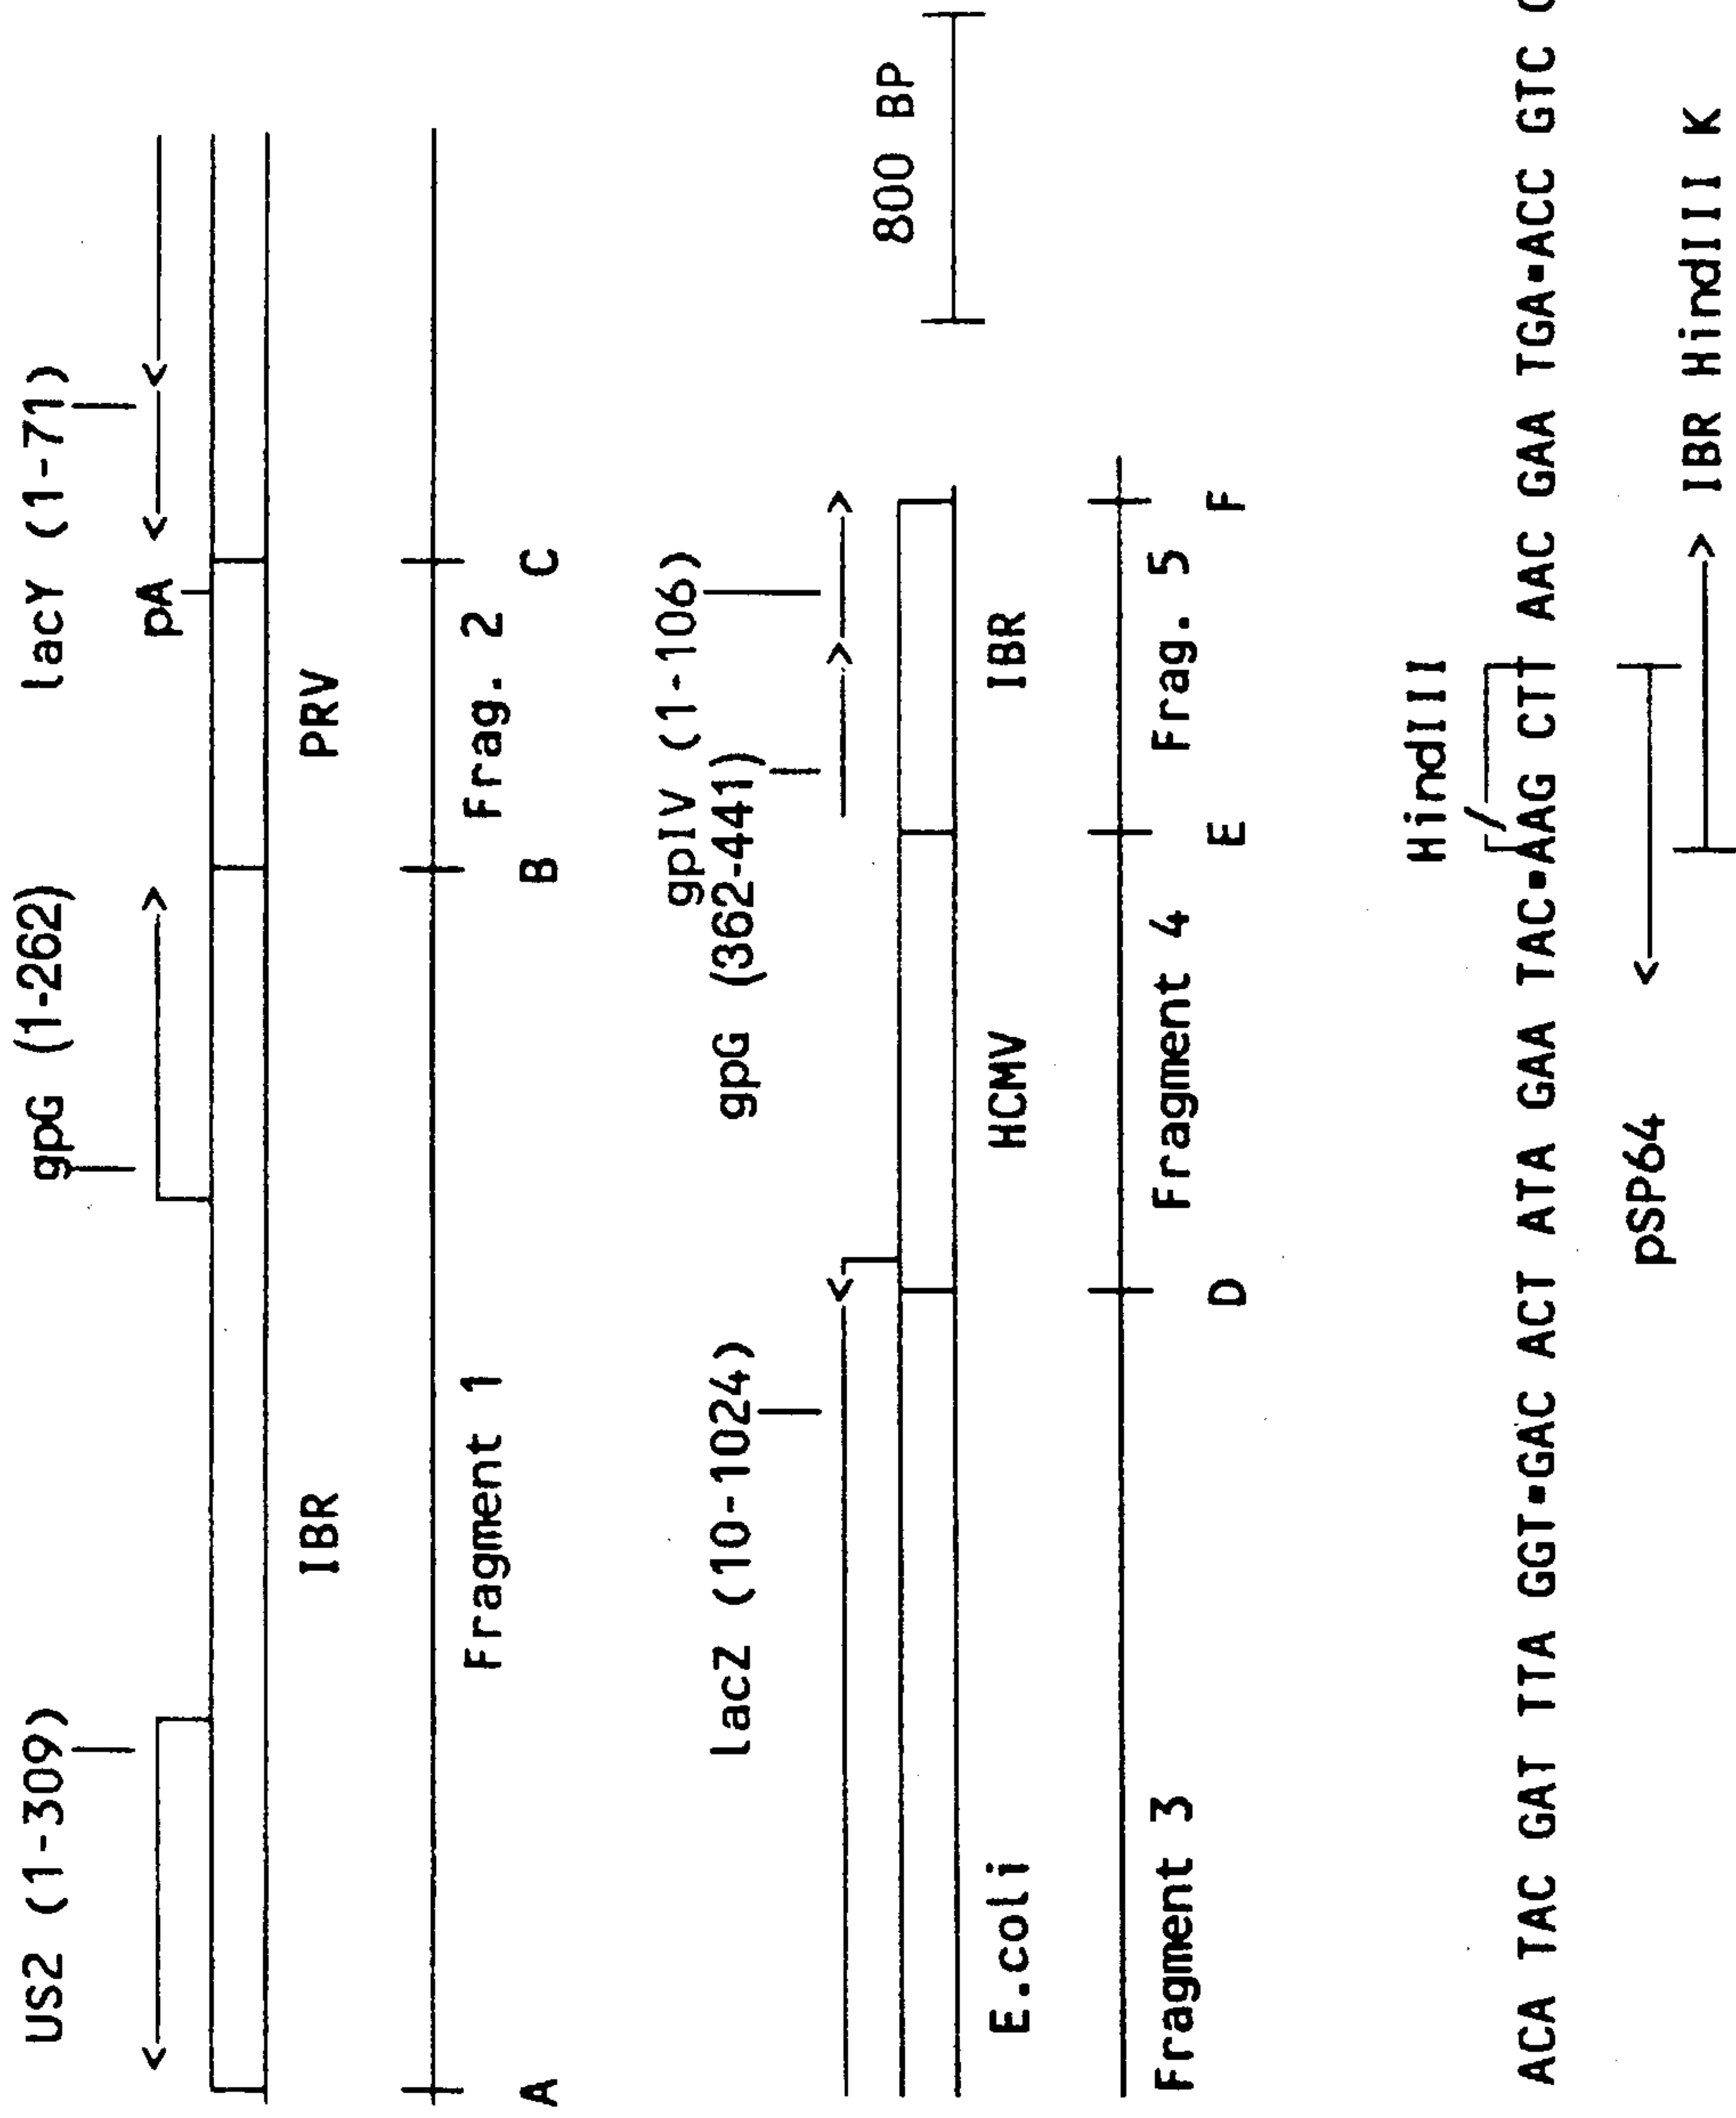 US2 (1-309) gpG (1-262) lacY (1-71)
pA
IBR PRV
Fragment 1 Frag. 2
A B C
gpIV (1-106)
lacZ (10-1024) gpG (362-441)
800 BP
E.coli HCMV IBR
Fragment 3 Fragment 4 Frag. 5
D E F
HindIII
ACA TAC GAT TTA GGT▪GAC ACT ATA GAA TAC▪AAG CTT AAC GAA TGA▪ACC GTC
pSP64
IBR HindIII K